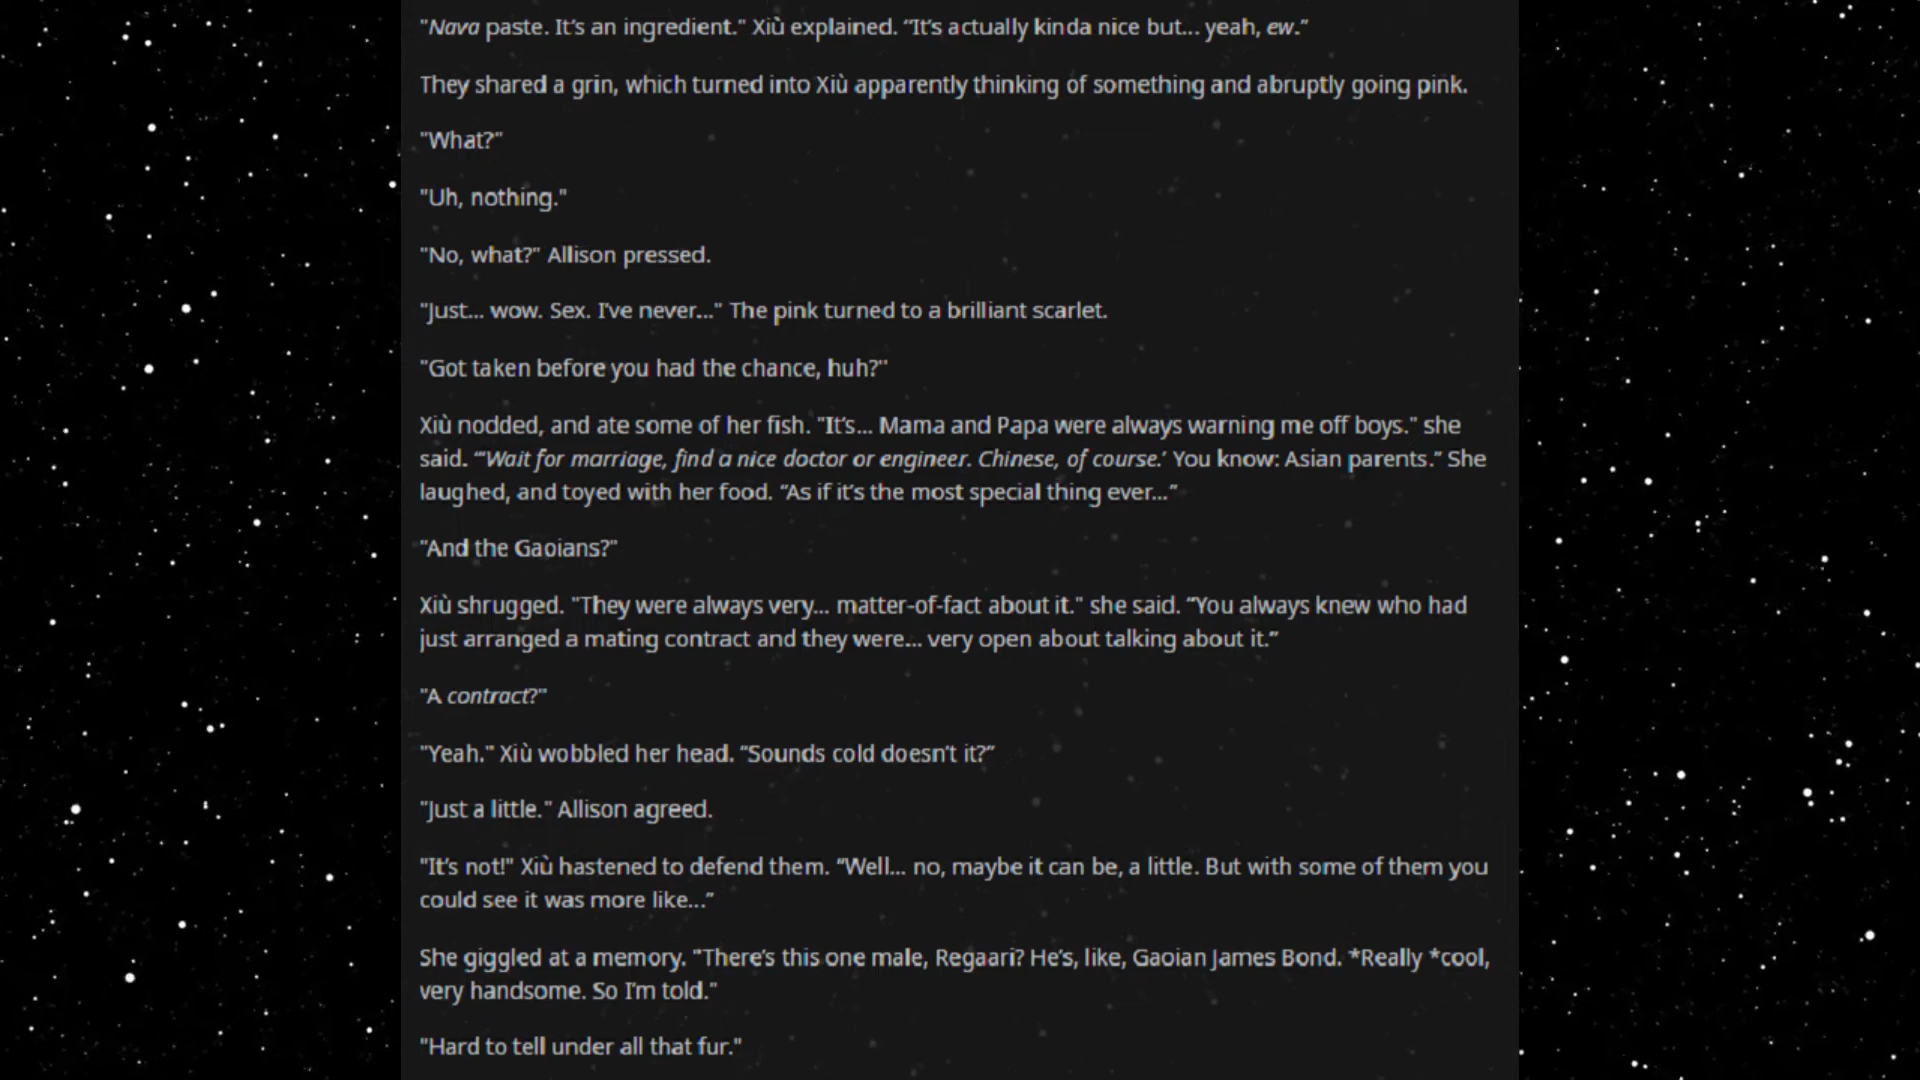 "Nava paste. It’s an ingredient." Xiù explained. “It’s actually kinda nice but... yeah, ew.”
They shared a grin, which turned into Xiù apparently thinking of something and abruptly going pink.
"What?"
"Uh, nothing."
"No, what?" Allison pressed.
"Just... wow. Sex. I’ve never..." The pink turned to a brilliant scarlet.
"Got taken before you had the chance, huh?"
Xiù nodded, and ate some of her fish. "It’s... Mama and Papa were always warning me off boys." she
said. “‘Wait for marriage, find a nice doctor or engineer. Chinese, of course.’ You know: Asian parents.” She
laughed, and toyed with her food. “As if it’s the most special thing ever...”
"And the Gaoians?"
Xiù shrugged. "They were always very... matter-of-fact about it." she said. “You always knew who had
just arranged a mating contract and they were... very open about talking about it.”
"A contract?"
"Yeah." Xiù wobbled her head. “Sounds cold doesn’t it?”
"Just a little." Allison agreed.
"It’s not!" Xiù hastened to defend them. “Well... no, maybe it can be, a little. But with some of them you
could see it was more like...”
She giggled at a memory. "There’s this one male, Regaari? He’s, like, Gaoian James Bond. *Really *cool,
very handsome. So I’m told."
"Hard to tell under all that fur."